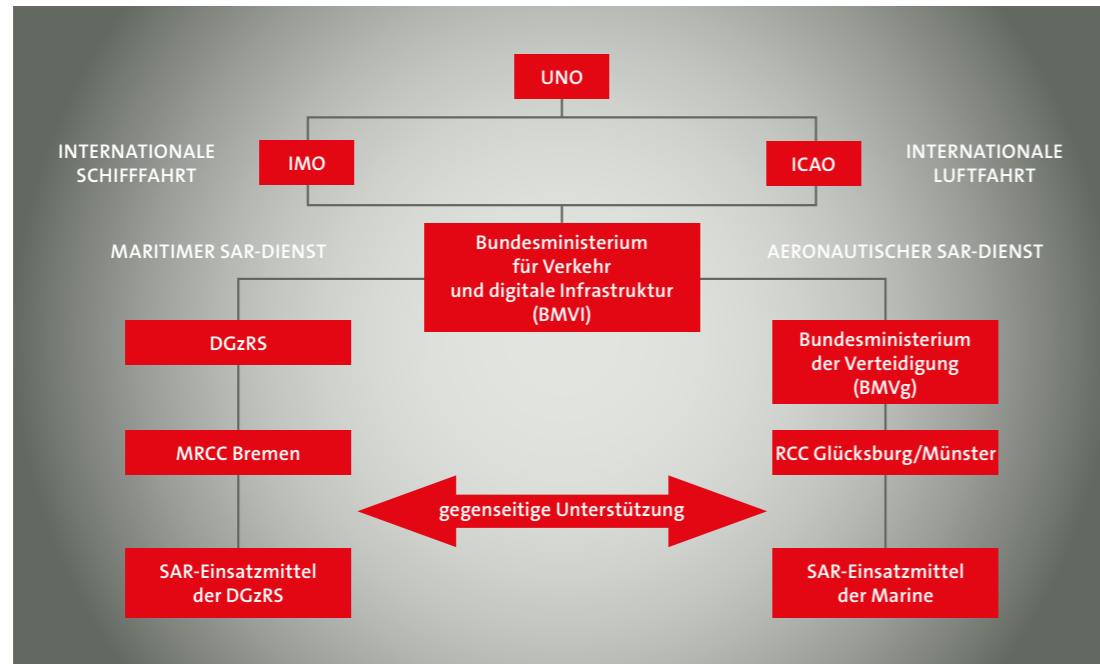 UNO
INTERNATIONALE
SCHIFFFAHRT
IMO
ICAO
INTERNATIONALE
LUFTFAHRT
MARITIMER SAR-DIENST
Bundesministerium
für Verkehr
und digitale Infrastruktur
(BMVI)
AERONAUTISCHER SAR-DIENST
DGzRS
Bundesministerium
der Verteidigung
(BMVg)
MRCC Bremen
RCC Glücksburg/Münster
gegenseitige Unterstützung
SAR-Einsatzmittel
der DGzRS
SAR-Einsatzmittel
der Marine